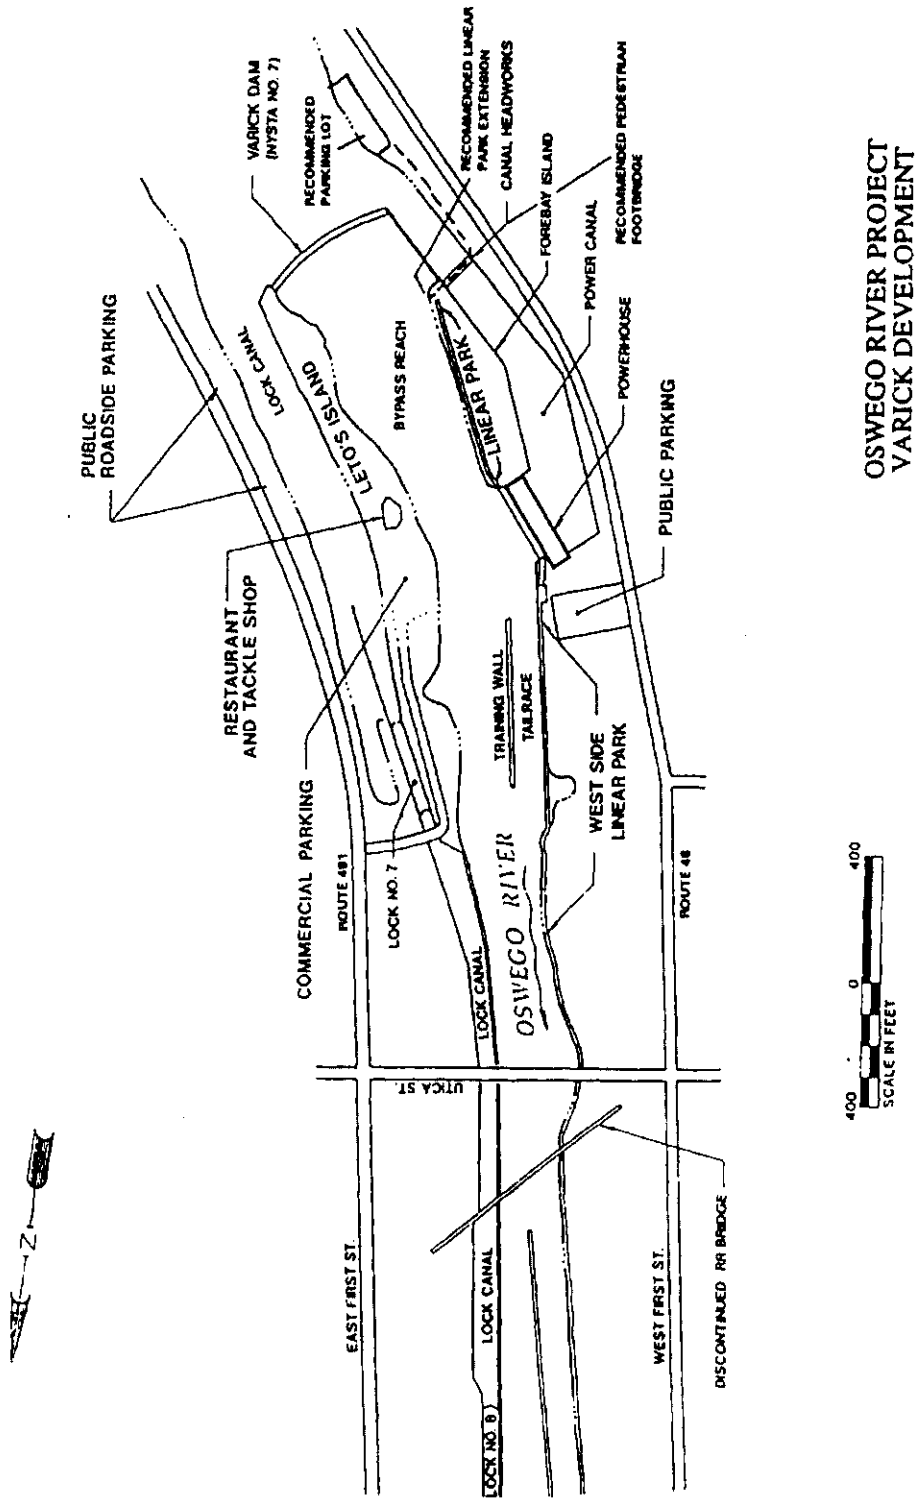 PUBLIC
ROADSIDE PARKING
VARICK DAM
(NYSTA NO. 7)
RECOMMENDED
PARKING LOT
RECOMMENDED LINEAR
PARK EXTENSION
CANAL HEADWORKS
RECOMMENDED PEDESTRIAN
FOOTBRIDGE
FOREBAY ISLAND
POWER CANAL
POWERHOUSE
PUBLIC PARKING
LOCK CANAL
LETO'S ISLAND
BYPASS REACH
LINEAR PARK
RESTAURANT
AND TACKLE SHOP
COMMERCIAL PARKING
ROUTE 481
LOCK NO. 7
TRAINING WALL
TAILRACE
WEST SIDE
LINEAR PARK
OSWEGO RIVER
LOCK CANAL
ROUTE 48
UTICA ST.
EAST FIRST ST.
LOCK CANAL
LOCK NO. 8
WEST FIRST ST.
DISCONTINUED RR BRIDGE
N
400 0 400
SCALE IN FEET
OSWEGO RIVER PROJECT
VARICK DEVELOPMENT